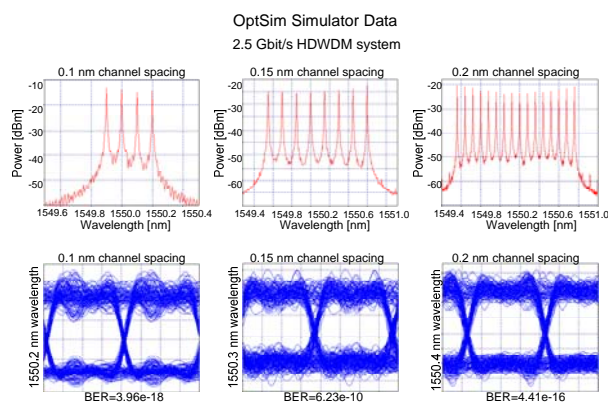 OptSim Simulator Data
2.5 Gbit/s HDWDM system
0.1 nm channel spacing
0.15 nm channel spacing
0.2 nm channel spacing
Power [dBm]
-10
-20
-30
-40
-50
1549.6 1549.8 1550.0 1550.2 1550.4
Wavelength [nm]
Power [dBm]
-20
-30
-40
-50
-60
1549.4 1549.8 1550.2 1550.6 1551.0
Wavelength [nm]
Power [dBm]
-20
-30
-40
-50
-60
1549.4 1549.8 1550.2 1550.6 1551.0
Wavelength [nm]
0.1 nm channel spacing
0.15 nm channel spacing
0.2 nm channel spacing
1550.2 nm wavelength
1550.3 nm wavelength
1550.4 nm wavelength
BER=3.96e-18
BER=6.23e-10
BER=4.41e-16